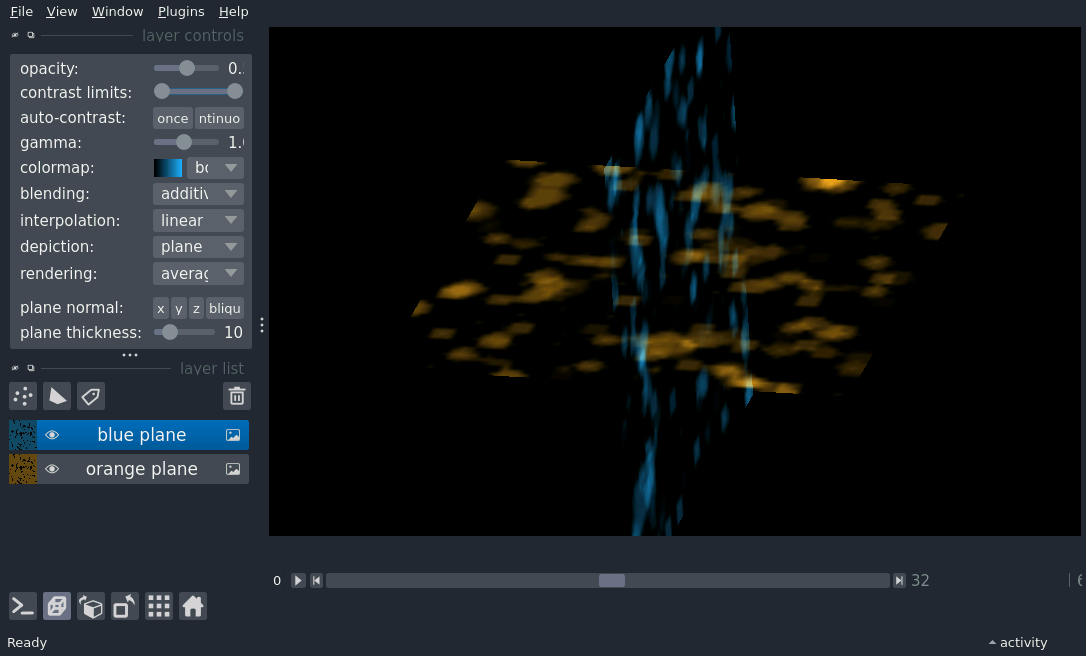 File View Window Plugins Help
layer controls
opacity: 0.
contrast limits:
auto-contrast: once ntinuo
gamma: 1.
colormap: bo
blending: additiv
interpolation: linear
depiction: plane
rendering: averag
plane normal: x y z bliqu
plane thickness: 10
layer list
blue plane
orange plane
0 32
Ready activity